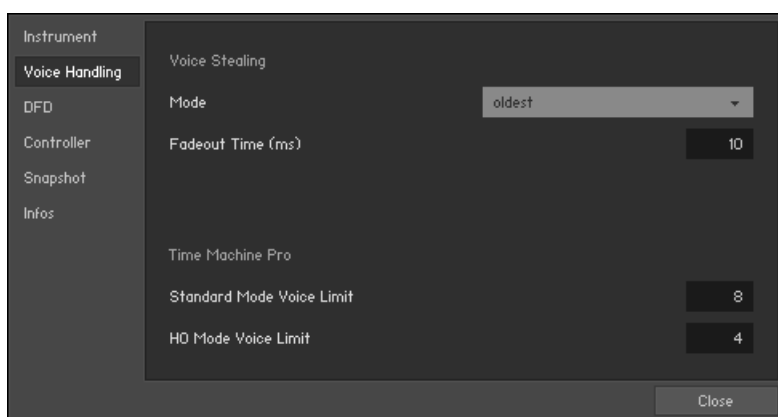 Instrument
Voice Handling
DFD
Controller
Snapshot
Infos
Voice Stealing
Mode oldest
Fadeout Time (ms) 10
Time Machine Pro
Standard Mode Voice Limit 8
HQ Mode Voice Limit 4
Close